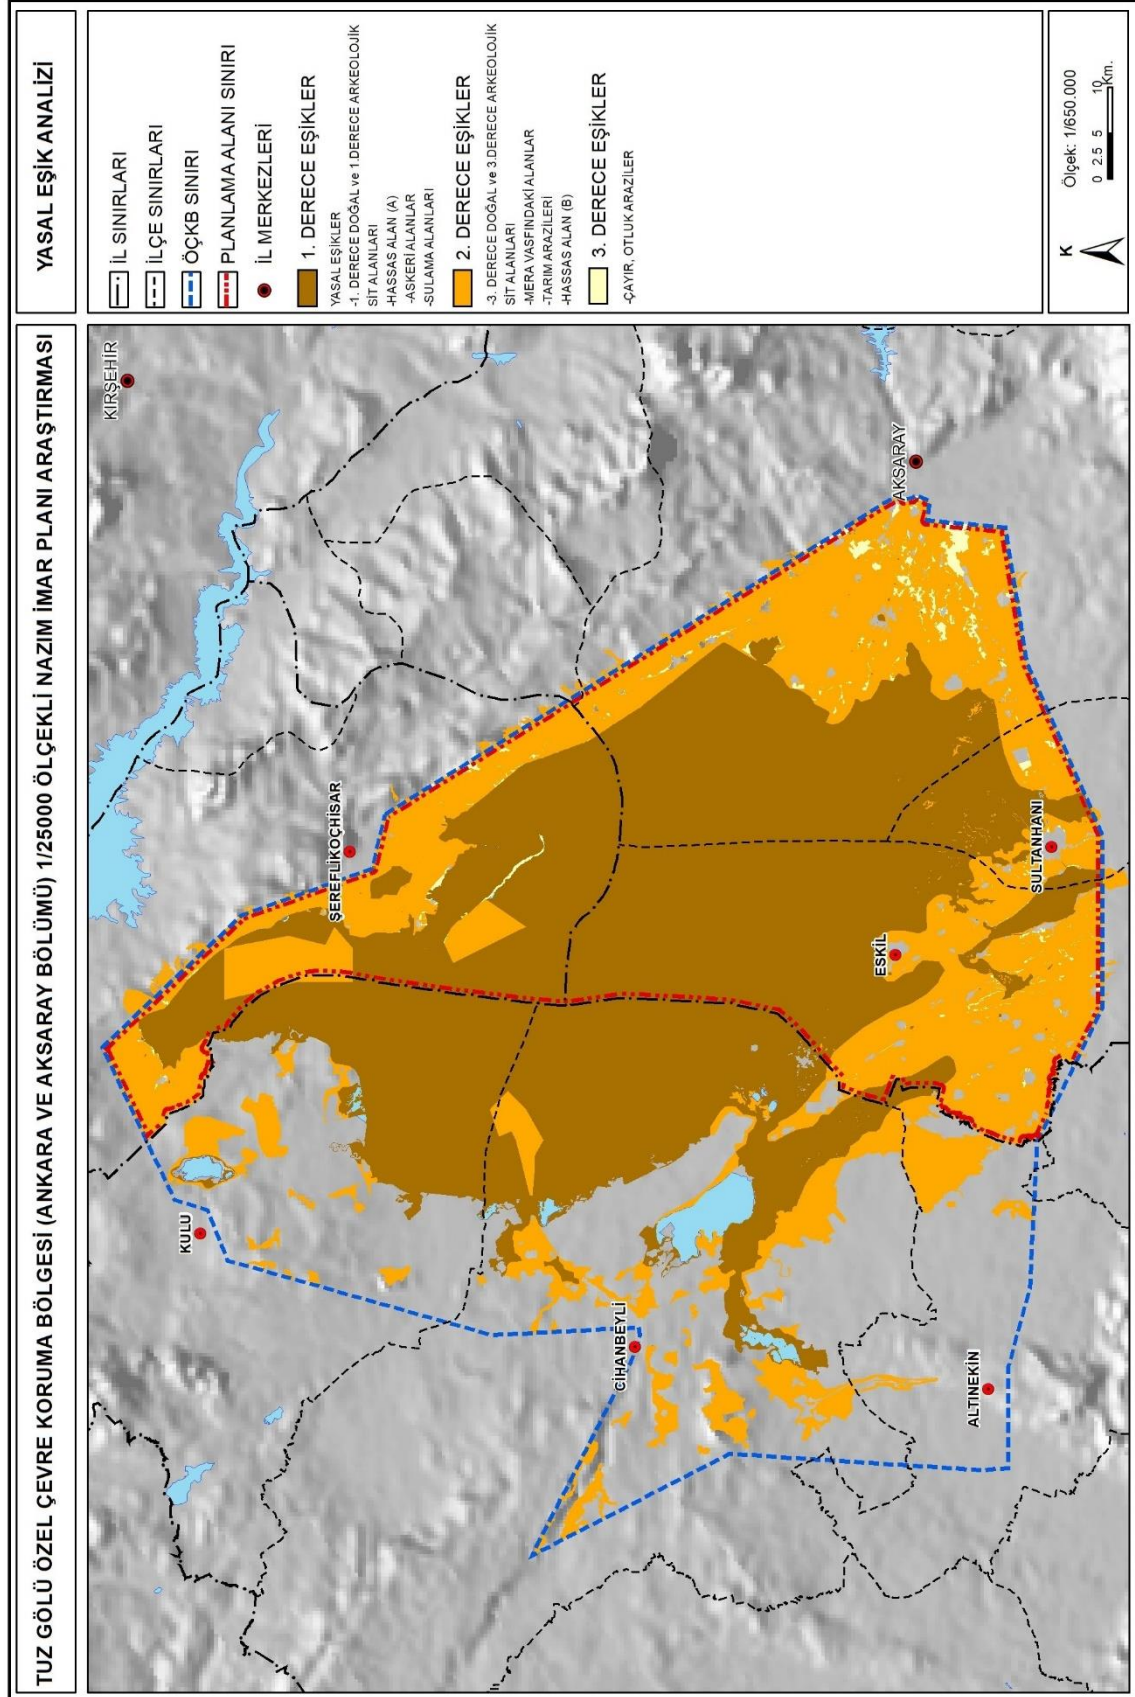 TUZ GÖLÜ ÖZEL ÇEVRE KORUMA BÖLGESİ (ANKARA VE AKSARAY BÖLÜMÜ) 1/25000 ÖLÇEKLİ NAZIM İMAR PLANI ARAŞTIRMASI
YASAL EŞİK ANALİZİ
İL SINIRLARI
İLÇE SINIRLARI
ÖÇKB SINIRI
PLANLAMA ALANI SINIRI
İL MERKEZLERİ
1. DERECE EŞİKLER
YASAL EŞİKLER
-1. DERECE DOĞAL ve 1.DERECE ARKEOLOJİK
SİT ALANLARI
-HASSAS ALAN (A)
-ASKERİ ALANLAR
-SULAMA ALANLARI
2. DERECE EŞİKLER
-3. DERECE DOĞAL ve 3.DERECE ARKEOLOJİK
SİT ALANLARI
-MERA VASFINDAKİ ALANLAR
-TARIM ARAZİLERİ
-HASSAS ALAN (B)
3. DERECE EŞİKLER
-ÇAYIR, OTLUK ARAZİLER
K
Ölçek: 1/650.000
0 2.5 5 10
Km.
KIRŞEHİR
ŞEREFLİKOÇHİSAR
AKSARAY
KULU
CİHANBEYLİ
ESKİL
SULTANHANI
ALTINEKİN